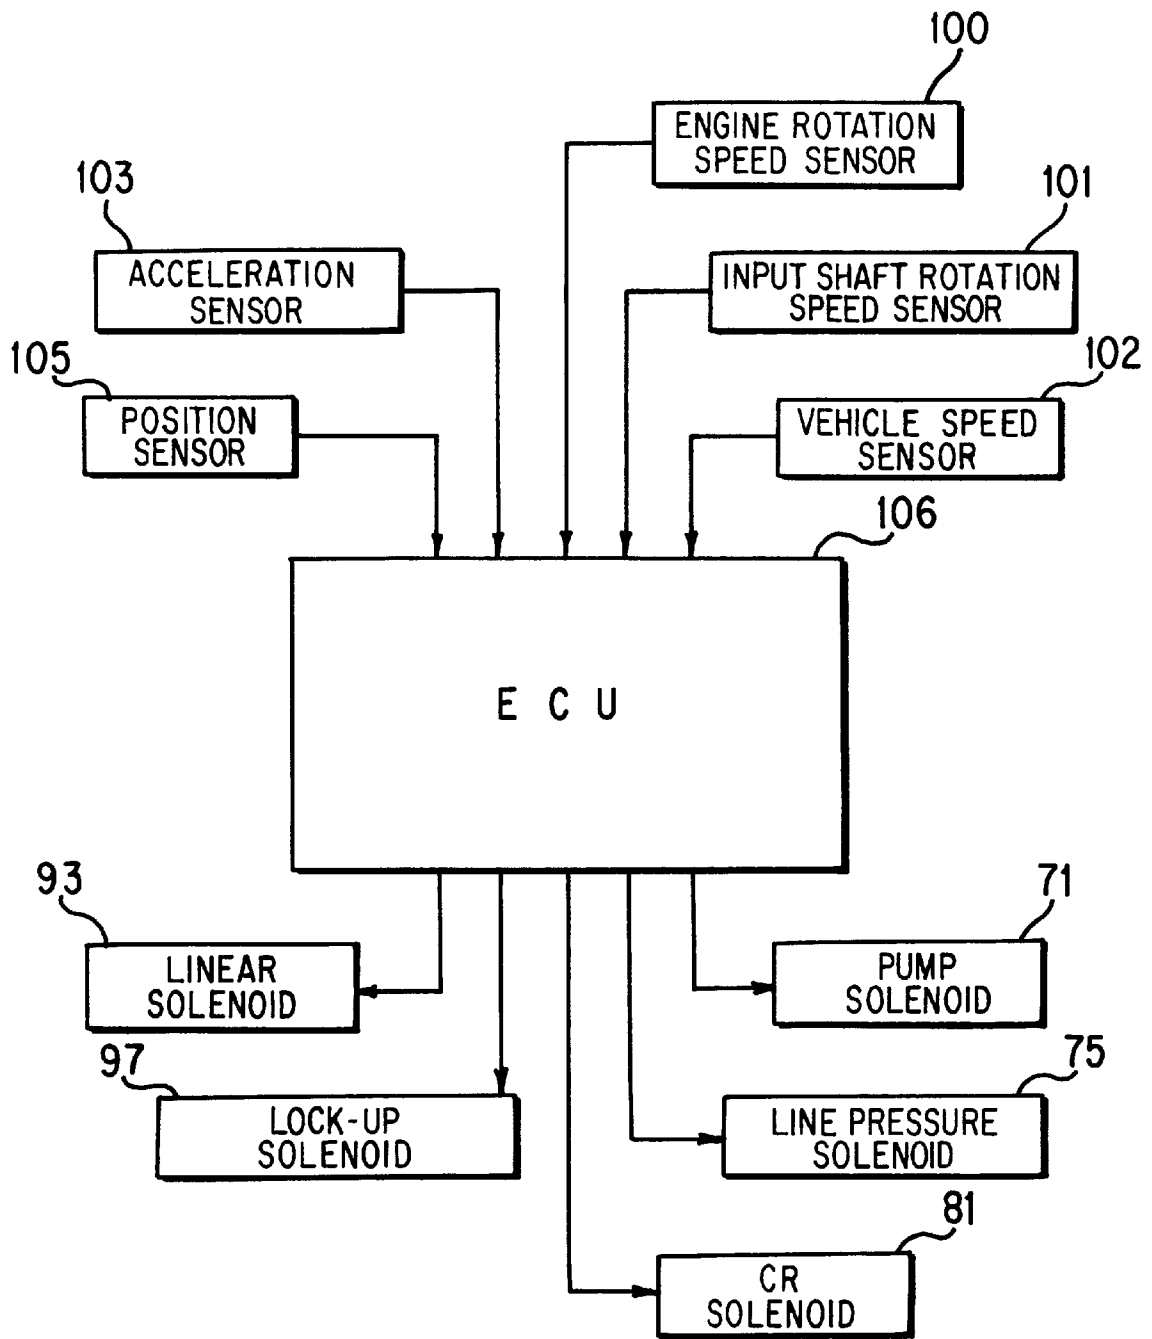 100
ENGINE ROTATION
SPEED SENSOR
103
ACCELERATION
SENSOR
101
INPUT SHAFT ROTATION
SPEED SENSOR
105
POSITION
SENSOR
102
VEHICLE SPEED
SENSOR
106
ECU
93
LINEAR
SOLENOID
71
PUMP
SOLENOID
97
LOCK-UP
SOLENOID
75
LINE PRESSURE
SOLENOID
81
CR
SOLENOID